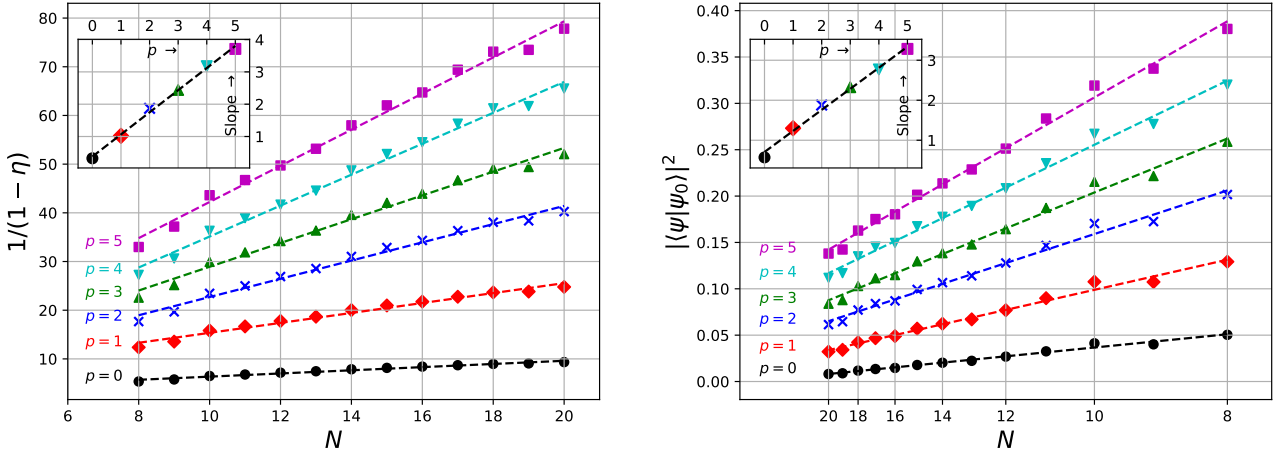 80
70
60
50
40
30
20
10
1/(1 − η)
0 1 2 3 4 5
p →
4
3
2
1
Slope →
p = 5
p = 4
p = 3
p = 2
p = 1
p = 0
6 8 10 12 14 16 18 20
N
0.40
0.35
0.30
0.25
0.20
0.15
0.10
0.05
0.00
|⟨ψ|ψ₀⟩|²
0 1 2 3 4 5
p →
3
2
1
Slope →
p = 5
p = 4
p = 3
p = 2
p = 1
p = 0
20 18 16 14 12 10 8
N